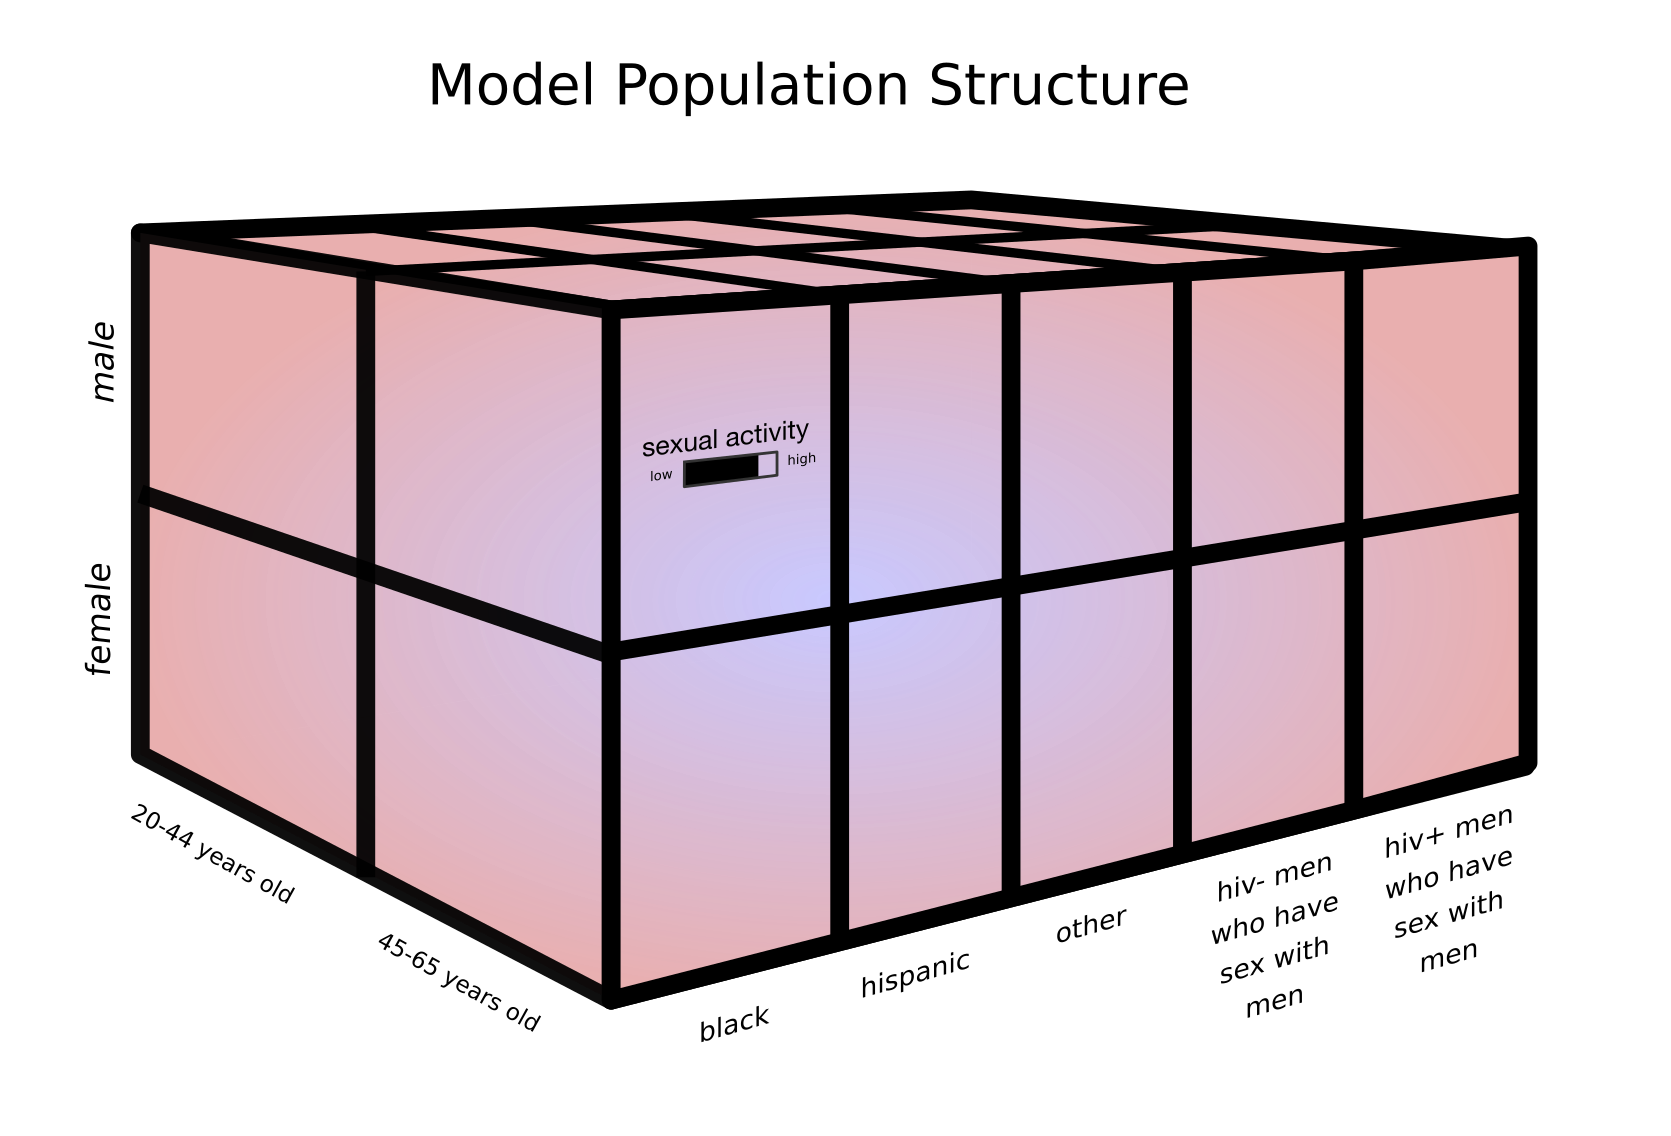 Model Population Structure
male
female
sexual activity
low
high
20-44 years old
45-65 years old
black
hispanic
other
hiv- men
who have
sex with
men
hiv+ men
who have
sex with
men